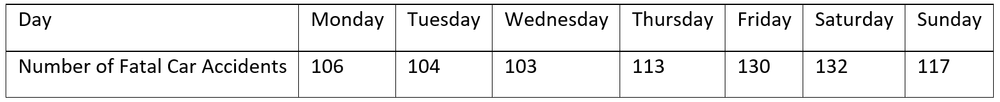 Day Monday Tuesday Wednesday Thursday Friday Saturday Sunday
Number of Fatal Car Accidents 106 104 103 113 130 132 117